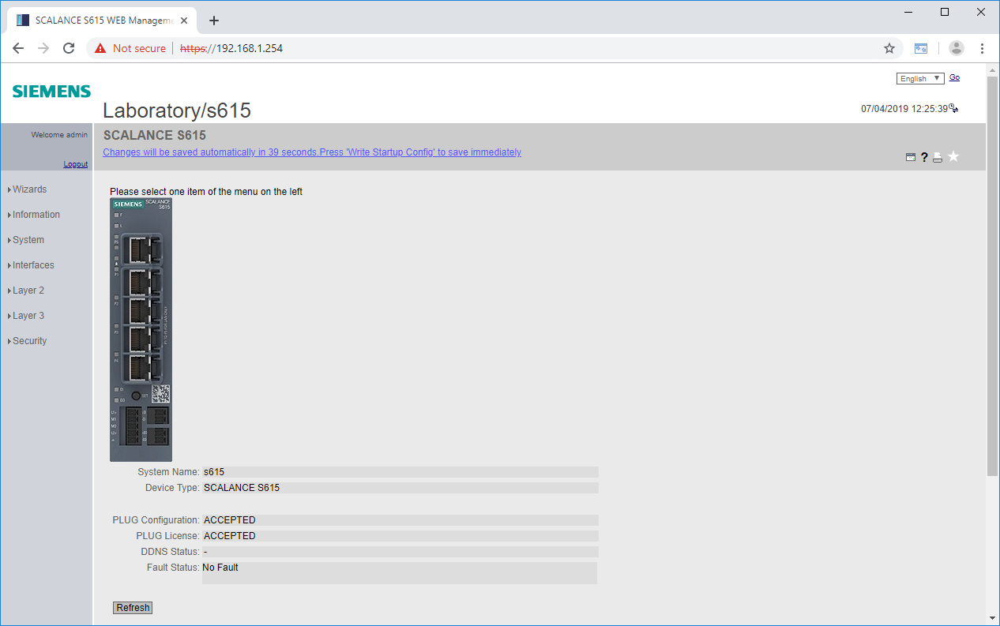 SCALANCE S615 WEB Manageme
Not secure
https://192.168.1.254
English
Go
SIEMENS
Laboratory/s615
07/04/2019 12:25:39
Welcome admin
SCALANCE S615
Changes will be saved automatically in 39 seconds.Press 'Write Startup Config' to save immediately
Logout
?
Wizards
Information
System
Interfaces
Layer 2
Layer 3
Security
Please select one item of the menu on the left
SIEMENS
SCALANCE
S615
System Name: s615
Device Type: SCALANCE S615
PLUG Configuration: ACCEPTED
PLUG License: ACCEPTED
DDNS Status: -
Fault Status: No Fault
Refresh